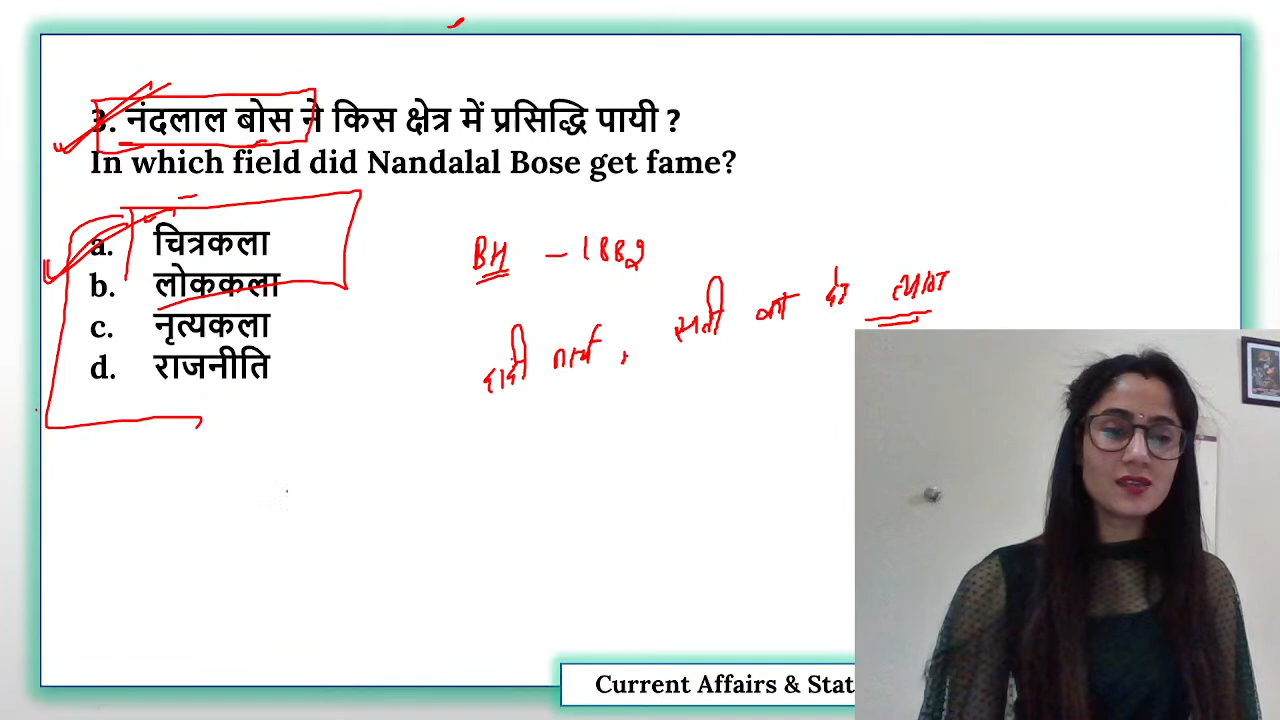 3. नंदलाल बोस ने किस क्षेत्र में प्रसिद्धि पायी ?
In which field did Nandalal Bose get fame?
a. चित्रकला
b. लोककला
c. नृत्यकला
d. राजनीति
BH – 1882
सती का
Current Affairs & Stat